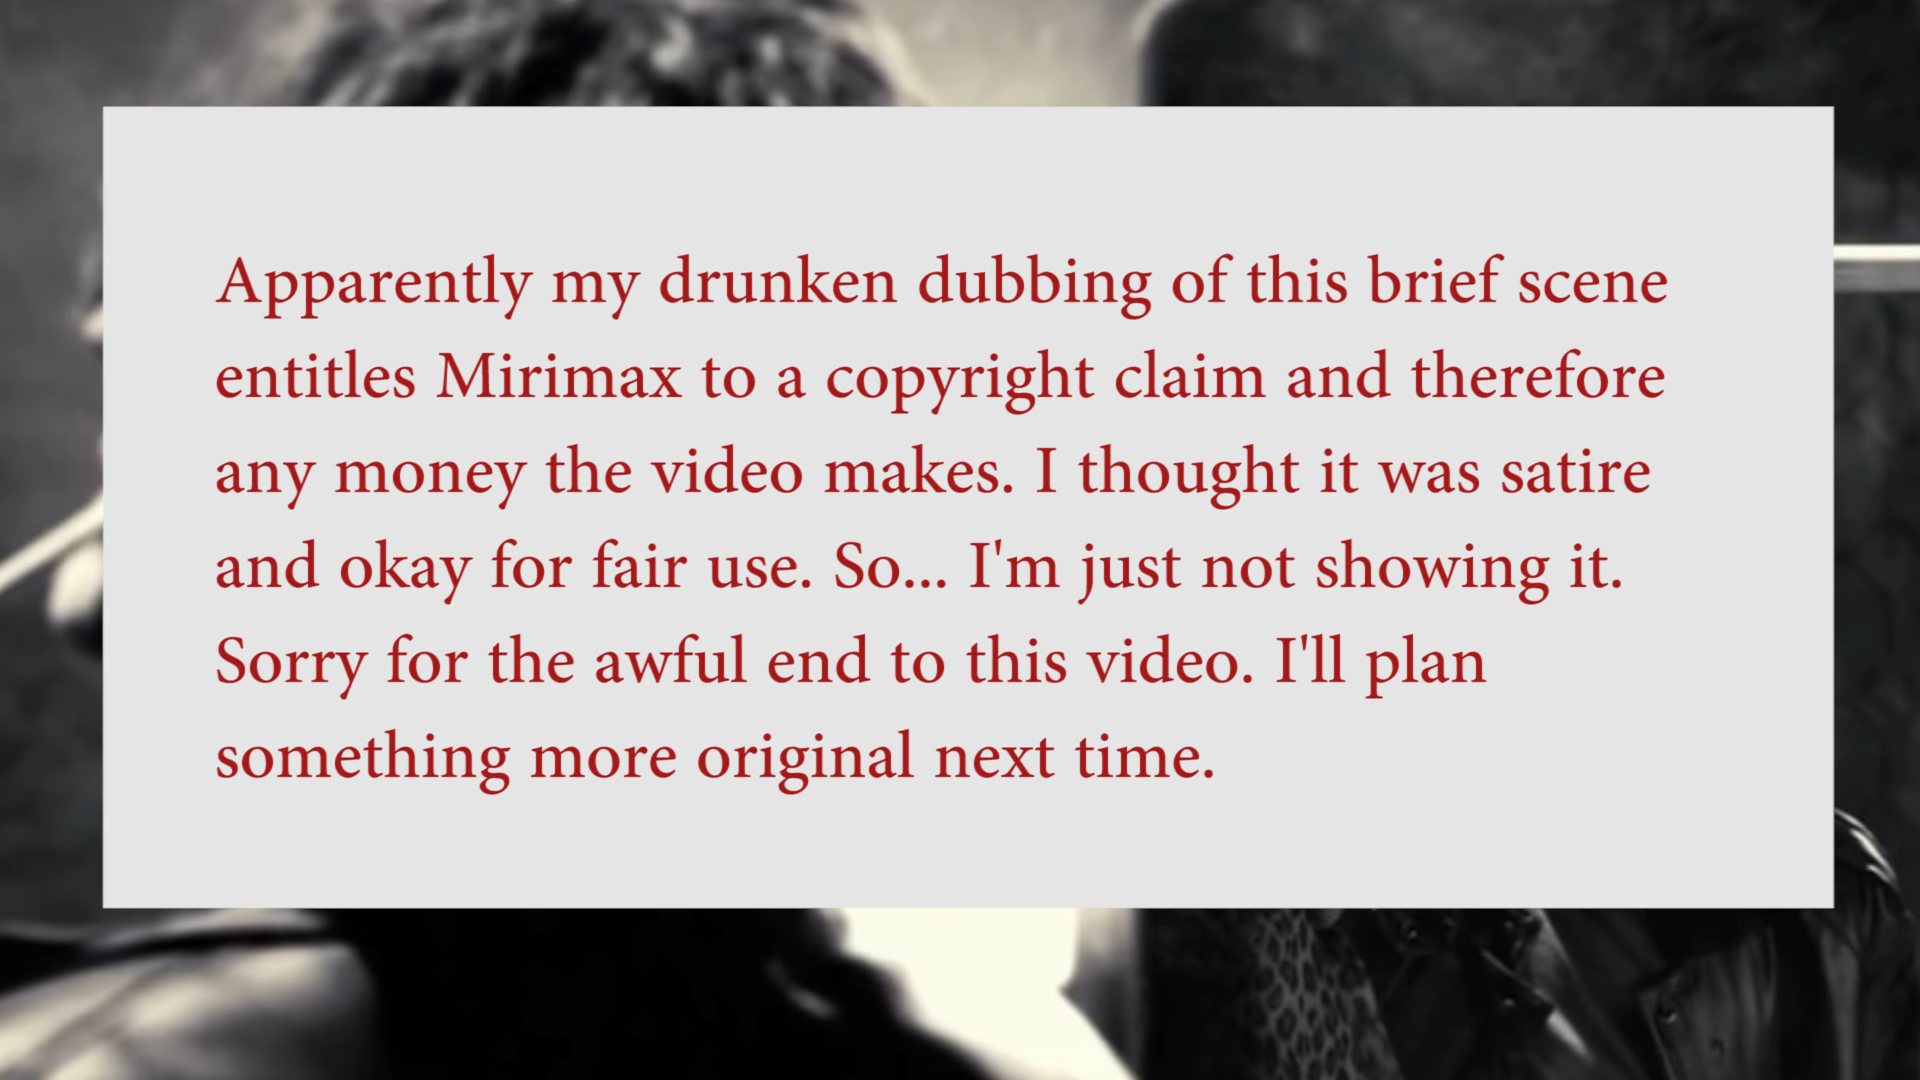 Apparently my drunken dubbing of this brief scene
entitles Mirimax to a copyright claim and therefore
any money the video makes. I thought it was satire
and okay for fair use. So... I'm just not showing it.
Sorry for the awful end to this video. I'll plan
something more original next time.